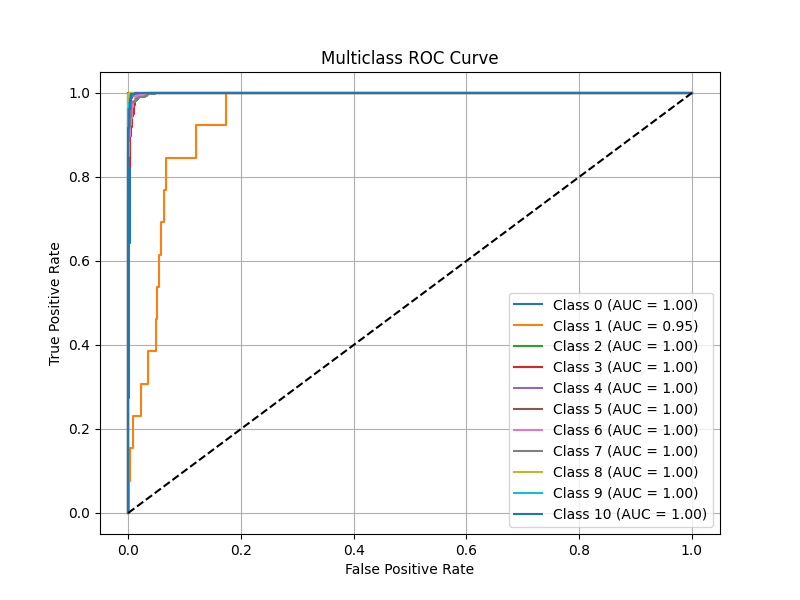 Multiclass ROC Curve
True Positive Rate
1.0
0.8
0.6
0.4
0.2
0.0
Class 0 (AUC = 1.00)
Class 1 (AUC = 0.95)
Class 2 (AUC = 1.00)
Class 3 (AUC = 1.00)
Class 4 (AUC = 1.00)
Class 5 (AUC = 1.00)
Class 6 (AUC = 1.00)
Class 7 (AUC = 1.00)
Class 8 (AUC = 1.00)
Class 9 (AUC = 1.00)
Class 10 (AUC = 1.00)
0.0 0.2 0.4 0.6 0.8 1.0
False Positive Rate